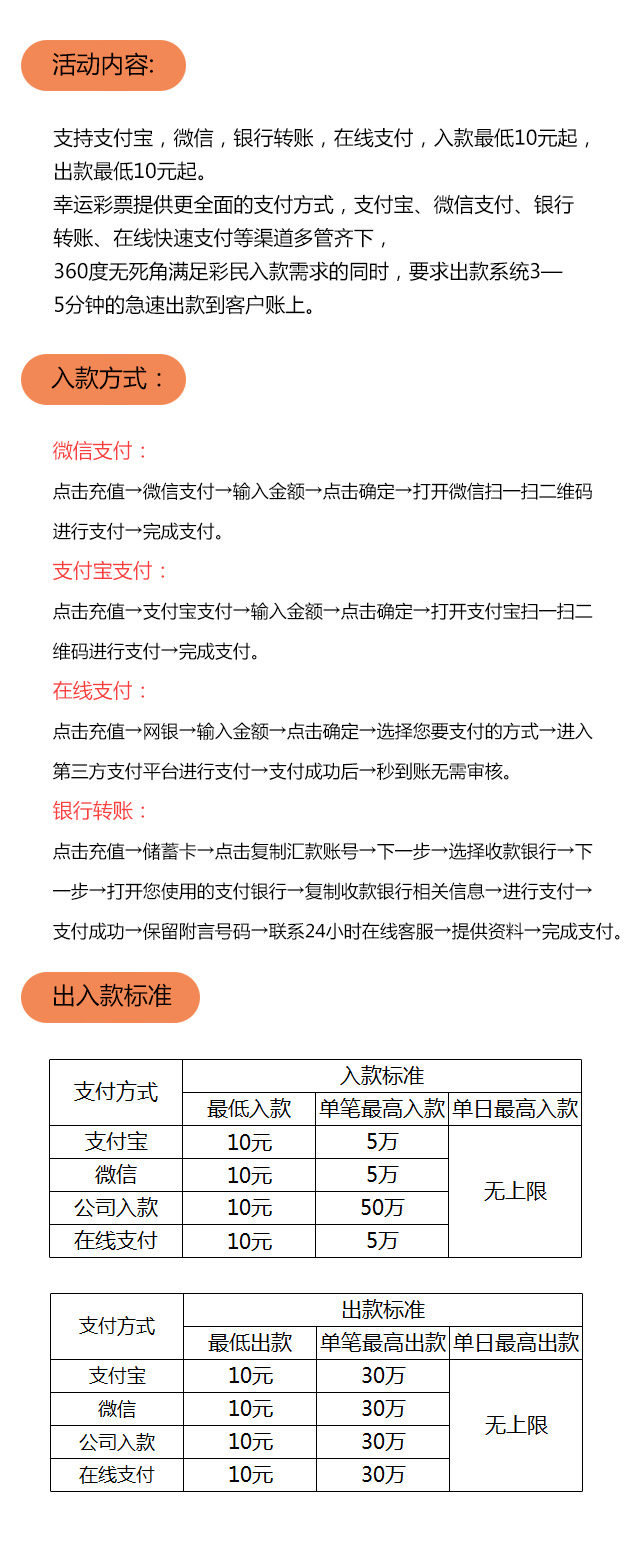 活动内容:
支持支付宝，微信，银行转账，在线支付，入款最低10元起，
出款最低10元起。
幸运彩票提供更全面的支付方式，支付宝、微信支付、银行
转账、在线快速支付等渠道多管齐下，
360度无死角满足彩民入款需求的同时，要求出款系统3—
5分钟的急速出款到客户账上。
入款方式：
微信支付：
点击充值→微信支付→输入金额→点击确定→打开微信扫一扫二维码
进行支付→完成支付。
支付宝支付：
点击充值→支付宝支付→输入金额→点击确定→打开支付宝扫一扫二
维码进行支付→完成支付。
在线支付：
点击充值→网银→输入金额→点击确定→选择您要支付的方式→进入
第三方支付平台进行支付→支付成功后→秒到账无需审核。
银行转账：
点击充值→储蓄卡→点击复制汇款账号→下一步→选择收款银行→下
一步→打开您使用的支付银行→复制收款银行相关信息→进行支付→
支付成功→保留附言号码→联系24小时在线客服→提供资料→完成支付。
出入款标准
支付方式 入款标准
最低入款 单笔最高入款 单日最高入款
支付宝 10元 5万
微信 10元 5万
无上限
公司入款 10元 50万
在线支付 10元 5万
支付方式 出款标准
最低出款 单笔最高出款 单日最高出款
支付宝 10元 30万
微信 10元 30万
无上限
公司入款 10元 30万
在线支付 10元 30万